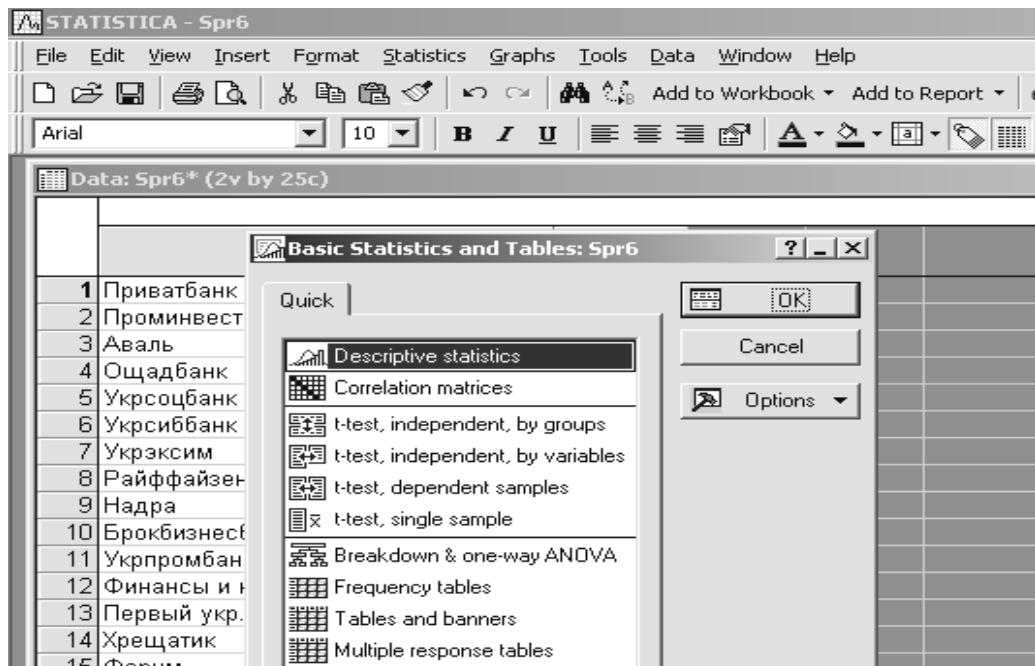 STATISTICA - Spr6
File Edit View Insert Format Statistics Graphs Tools Data Window Help
Add to Workbook Add to Report
Arial 10 B I U A a
Data: Spr6* (2v by 25c)
Basic Statistics and Tables: Spr6
Quick
OK
Cancel
Options
Descriptive statistics
Correlation matrices
t-test, independent, by groups
t-test, independent, by variables
t-test, dependent samples
t-test, single sample
Breakdown & one-way ANOVA
Frequency tables
Tables and banners
Multiple response tables
1 Приватбанк
2 Проминвест
3 Аваль
4 Ощадбанк
5 Укрсоцбанк
6 Укрсиббанк
7 Укрэксим
8 Райффайзен
9 Надра
10 Брокбизнесб
11 Укрпромбан
12 Финансы и
13 Первый укр.
14 Хрещатик
15 Форум